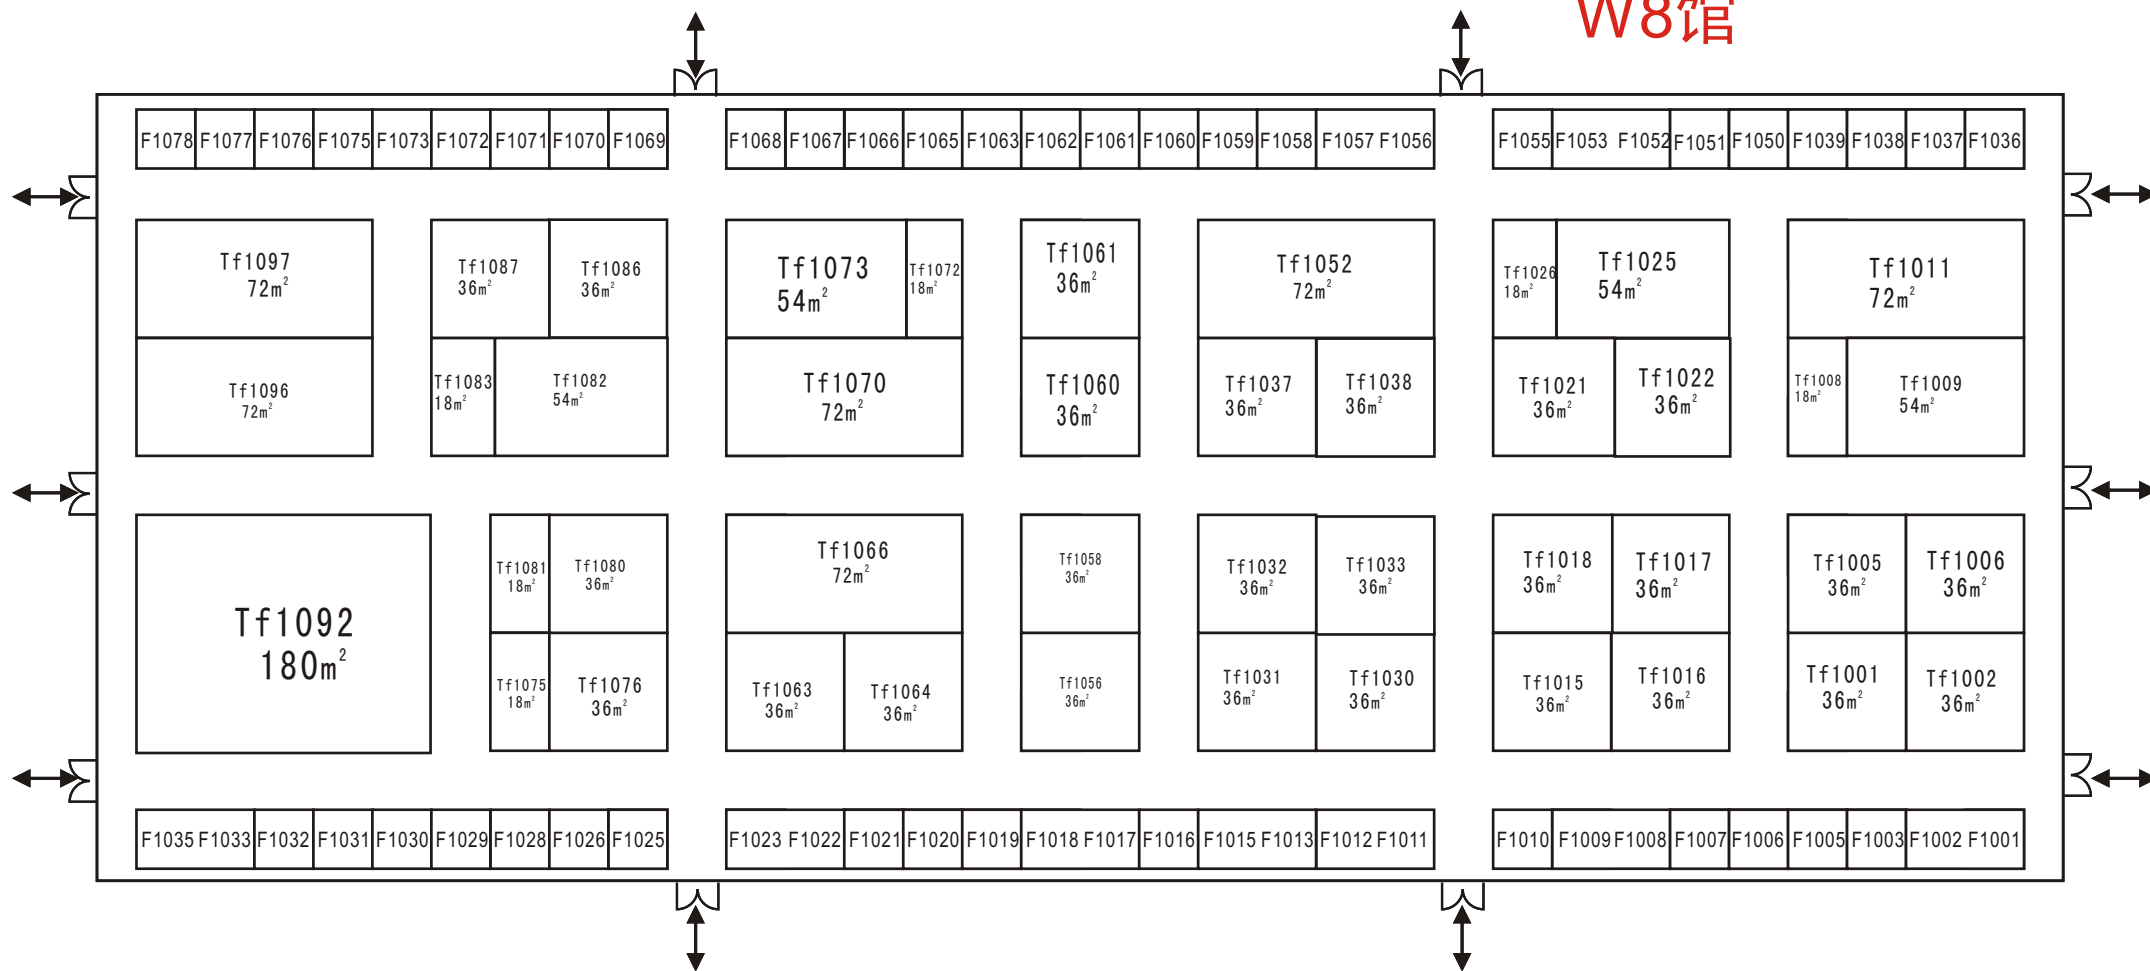 W8馆
F1078 F1077 F1076 F1075 F1073 F1072 F1071 F1070 F1069 F1068 F1067 F1066 F1065 F1063 F1062 F1061 F1060 F1059 F1058 F1057 F1056 F1055 F1053 F1052 F1051 F1050 F1039 F1038 F1037 F1036
Tf1097
72m²
Tf1087
36m²
Tf1086
36m²
Tf1073
54m²
Tf1072
18m²
Tf1061
36m²
Tf1052
72m²
Tf1026
18m²
Tf1025
54m²
Tf1011
72m²
Tf1096
72m²
Tf1083
18m²
Tf1082
54m²
Tf1070
72m²
Tf1060
36m²
Tf1037
36m²
Tf1038
36m²
Tf1021
36m²
Tf1022
36m²
Tf1008
18m²
Tf1009
54m²
Tf1092
180m²
Tf1081
18m²
Tf1080
36m²
Tf1066
72m²
Tf1058
36m²
Tf1032
36m²
Tf1033
36m²
Tf1018
36m²
Tf1017
36m²
Tf1005
36m²
Tf1006
36m²
Tf1075
18m²
Tf1076
36m²
Tf1063
36m²
Tf1064
36m²
Tf1056
36m²
Tf1031
36m²
Tf1030
36m²
Tf1015
36m²
Tf1016
36m²
Tf1001
36m²
Tf1002
36m²
F1035 F1033 F1032 F1031 F1030 F1029 F1028 F1026 F1025 F1023 F1022 F1021 F1020 F1019 F1018 F1017 F1016 F1015 F1013 F1012 F1011 F1010 F1009 F1008 F1007 F1006 F1005 F1003 F1002 F1001